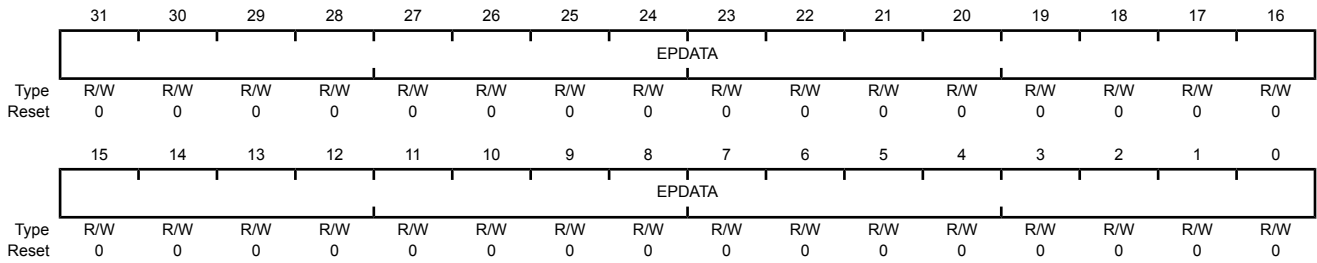 31 30 29 28 27 26 25 24 23 22 21 20 19 18 17 16
EPDATA
Type R/W R/W R/W R/W R/W R/W R/W R/W R/W R/W R/W R/W R/W R/W R/W R/W
Reset 0 0 0 0 0 0 0 0 0 0 0 0 0 0 0 0
15 14 13 12 11 10 9 8 7 6 5 4 3 2 1 0
EPDATA
Type R/W R/W R/W R/W R/W R/W R/W R/W R/W R/W R/W R/W R/W R/W R/W R/W
Reset 0 0 0 0 0 0 0 0 0 0 0 0 0 0 0 0